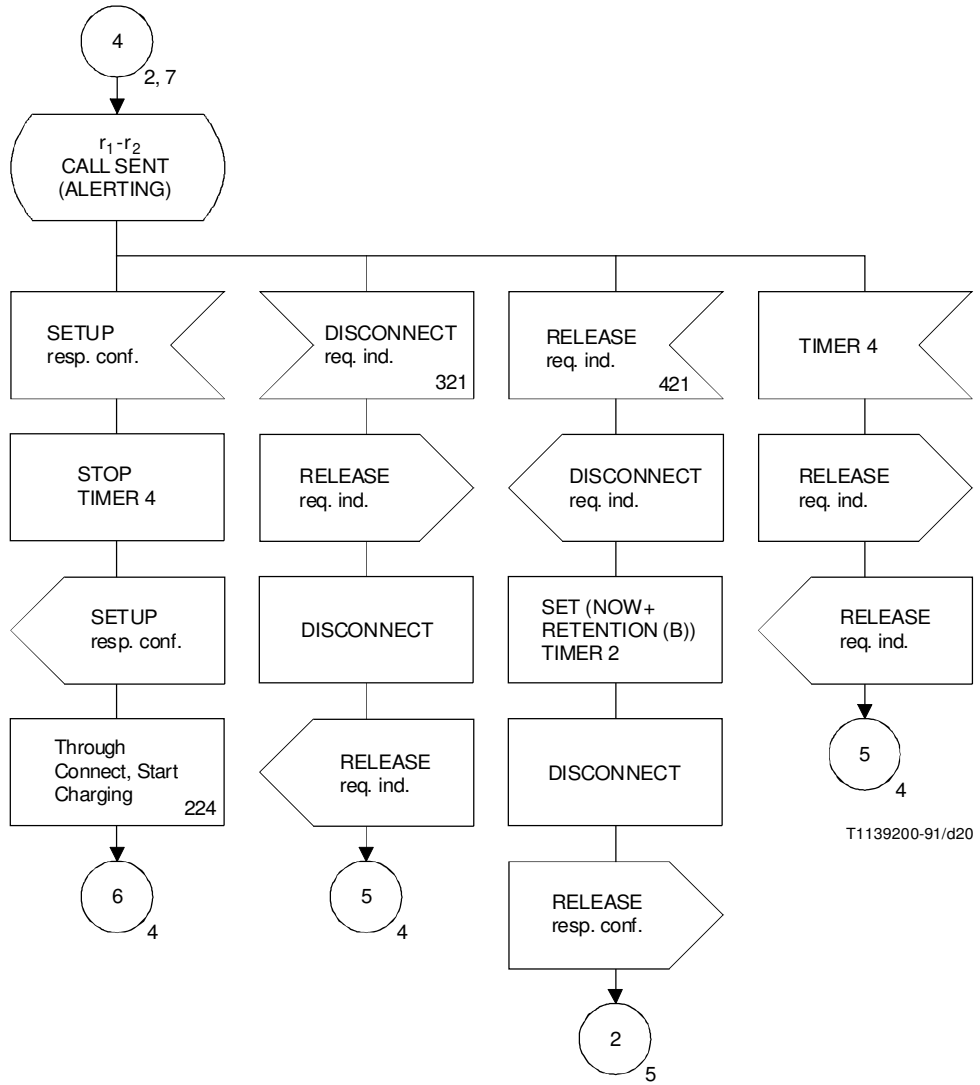 4
2, 7
r₁-r₂
CALL SENT
(ALERTING)
SETUP
resp. conf.
DISCONNECT
req. ind.
321
RELEASE
req. ind.
421
TIMER 4
STOP
TIMER 4
RELEASE
req. ind.
DISCONNECT
req. ind.
RELEASE
req. ind.
SETUP
resp. conf.
DISCONNECT
SET (NOW+
RETENTION (B))
TIMER 2
RELEASE
req. ind.
Through
Connect, Start
Charging
224
RELEASE
req. ind.
DISCONNECT
5
4
T1139200-91/d20
6
4
5
4
RELEASE
resp. conf.
2
5